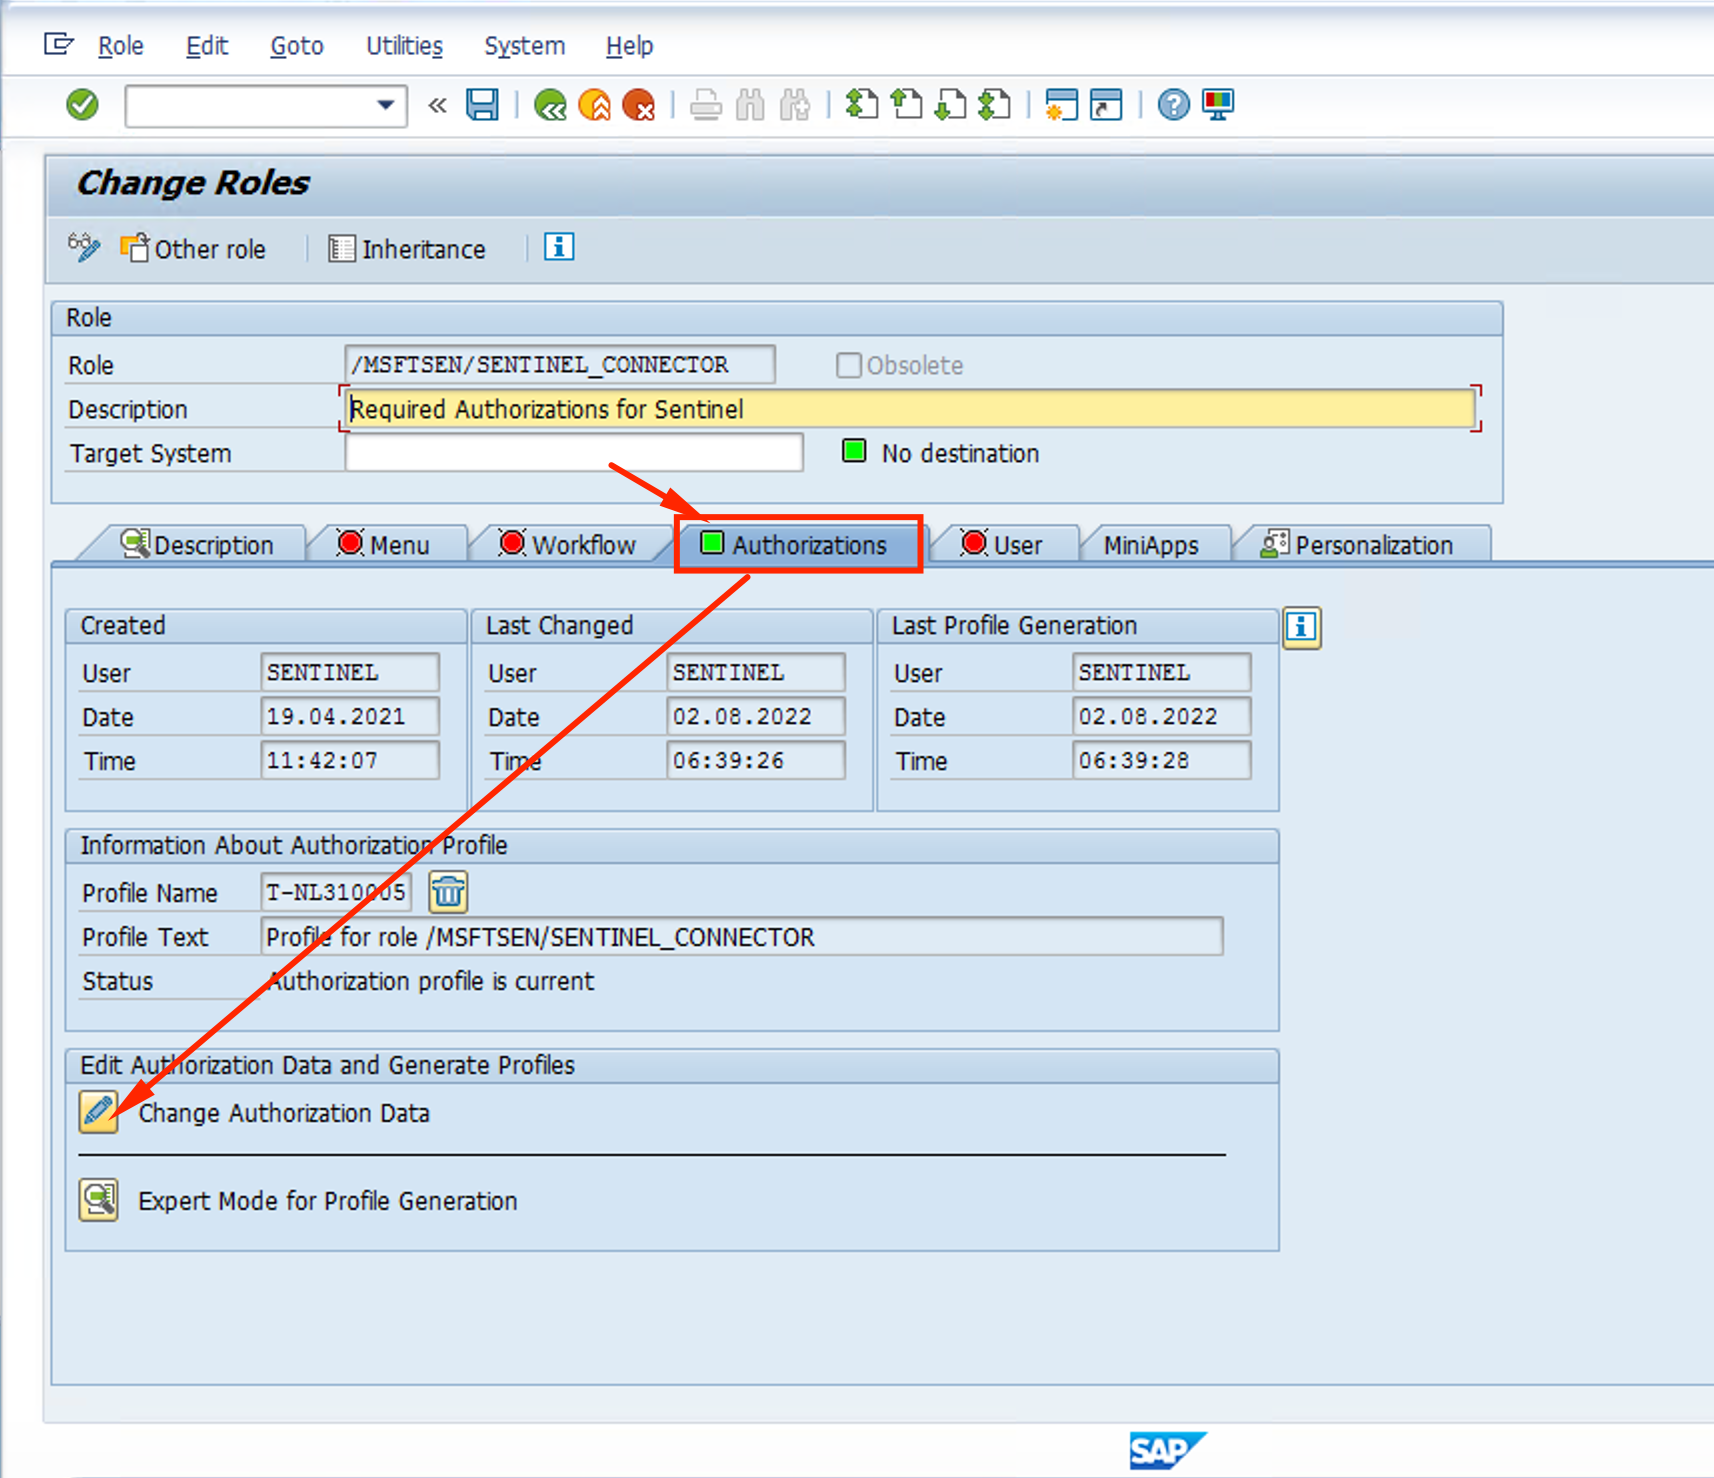 Role Edit Goto Utilities System Help
Change Roles
Other role Inheritance
Role
Role /MSFTSEN/SENTINEL_CONNECTOR Obsolete
Description Required Authorizations for Sentinel
Target System No destination
Description Menu Workflow Authorizations User MiniApps Personalization
Created Last Changed Last Profile Generation
User SENTINEL User SENTINEL User SENTINEL
Date 19.04.2021 Date 02.08.2022 Date 02.08.2022
Time 11:42:07 Time 06:39:26 Time 06:39:28
Information About Authorization Profile
Profile Name T-NL310005
Profile Text Profile for role /MSFTSEN/SENTINEL_CONNECTOR
Status Authorization profile is current
Edit Authorization Data and Generate Profiles
Change Authorization Data
Expert Mode for Profile Generation
SAP